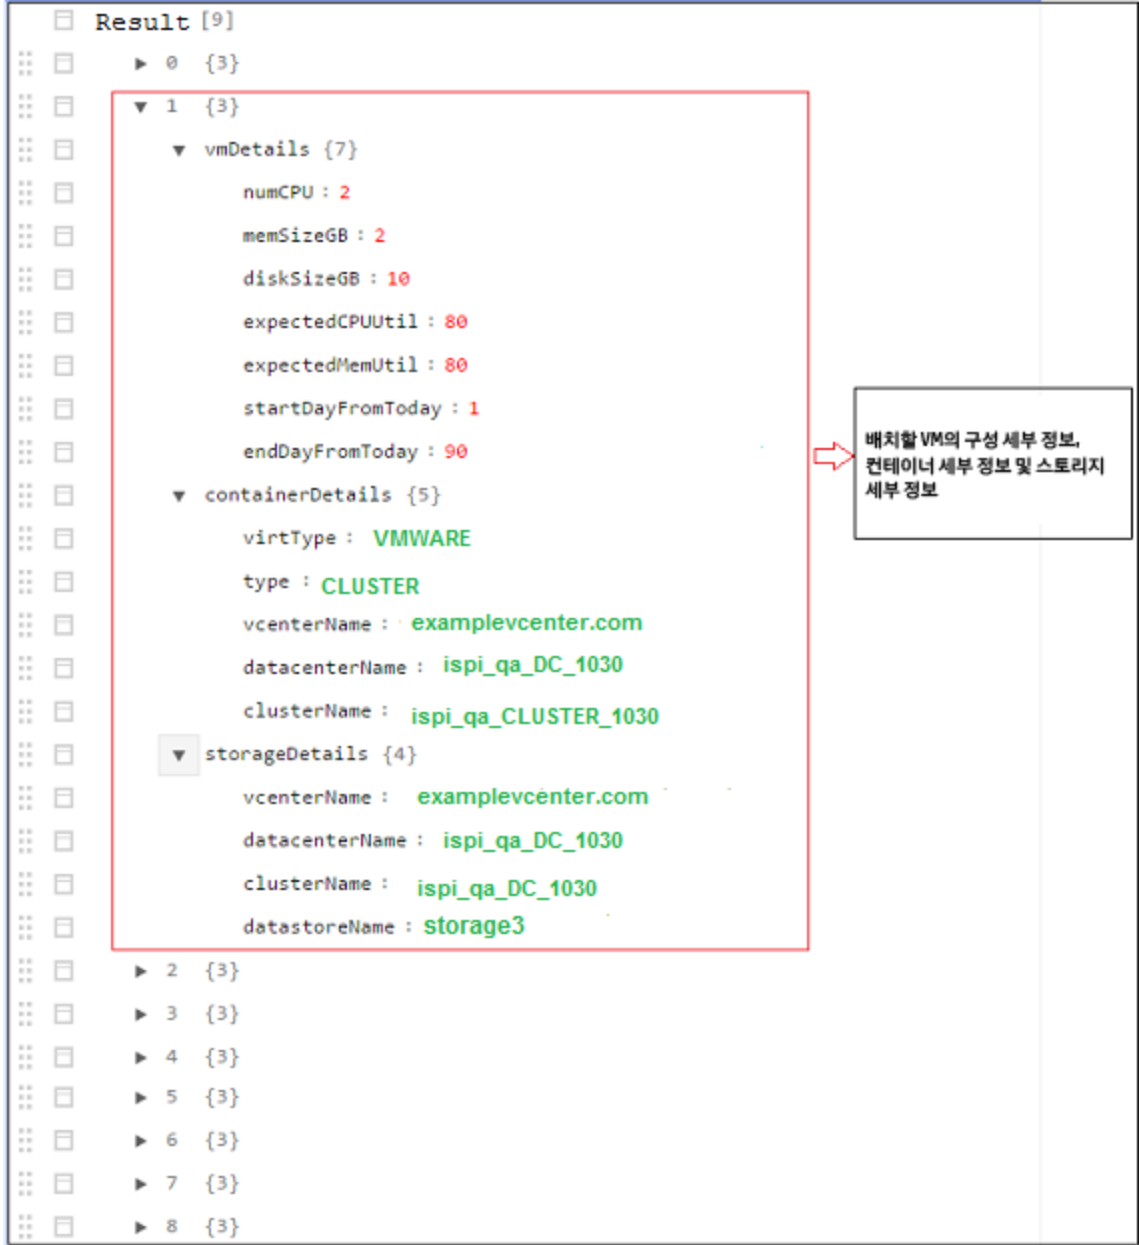 Result [9]
0 {3}
1 {3}
vmDetails {7}
numCPU : 2
memSizeGB : 2
diskSizeGB : 10
expectedCPUUtil : 80
expectedMemUtil : 80
startDayFromToday : 1
endDayFromToday : 90
containerDetails {5}
virtType : VMWARE
type : CLUSTER
vcenterName : examplevcenter.com
datacenterName : ispi_qa_DC_1030
clusterName : ispi_qa_CLUSTER_1030
storageDetails {4}
vcenterName : examplevcenter.com
datacenterName : ispi_qa_DC_1030
clusterName : ispi_qa_DC_1030
datastoreName : storage3
2 {3}
3 {3}
4 {3}
5 {3}
6 {3}
7 {3}
8 {3}
배치할 VM의 구성 세부 정보,
컨테이너 세부 정보 및 스토리지
세부 정보